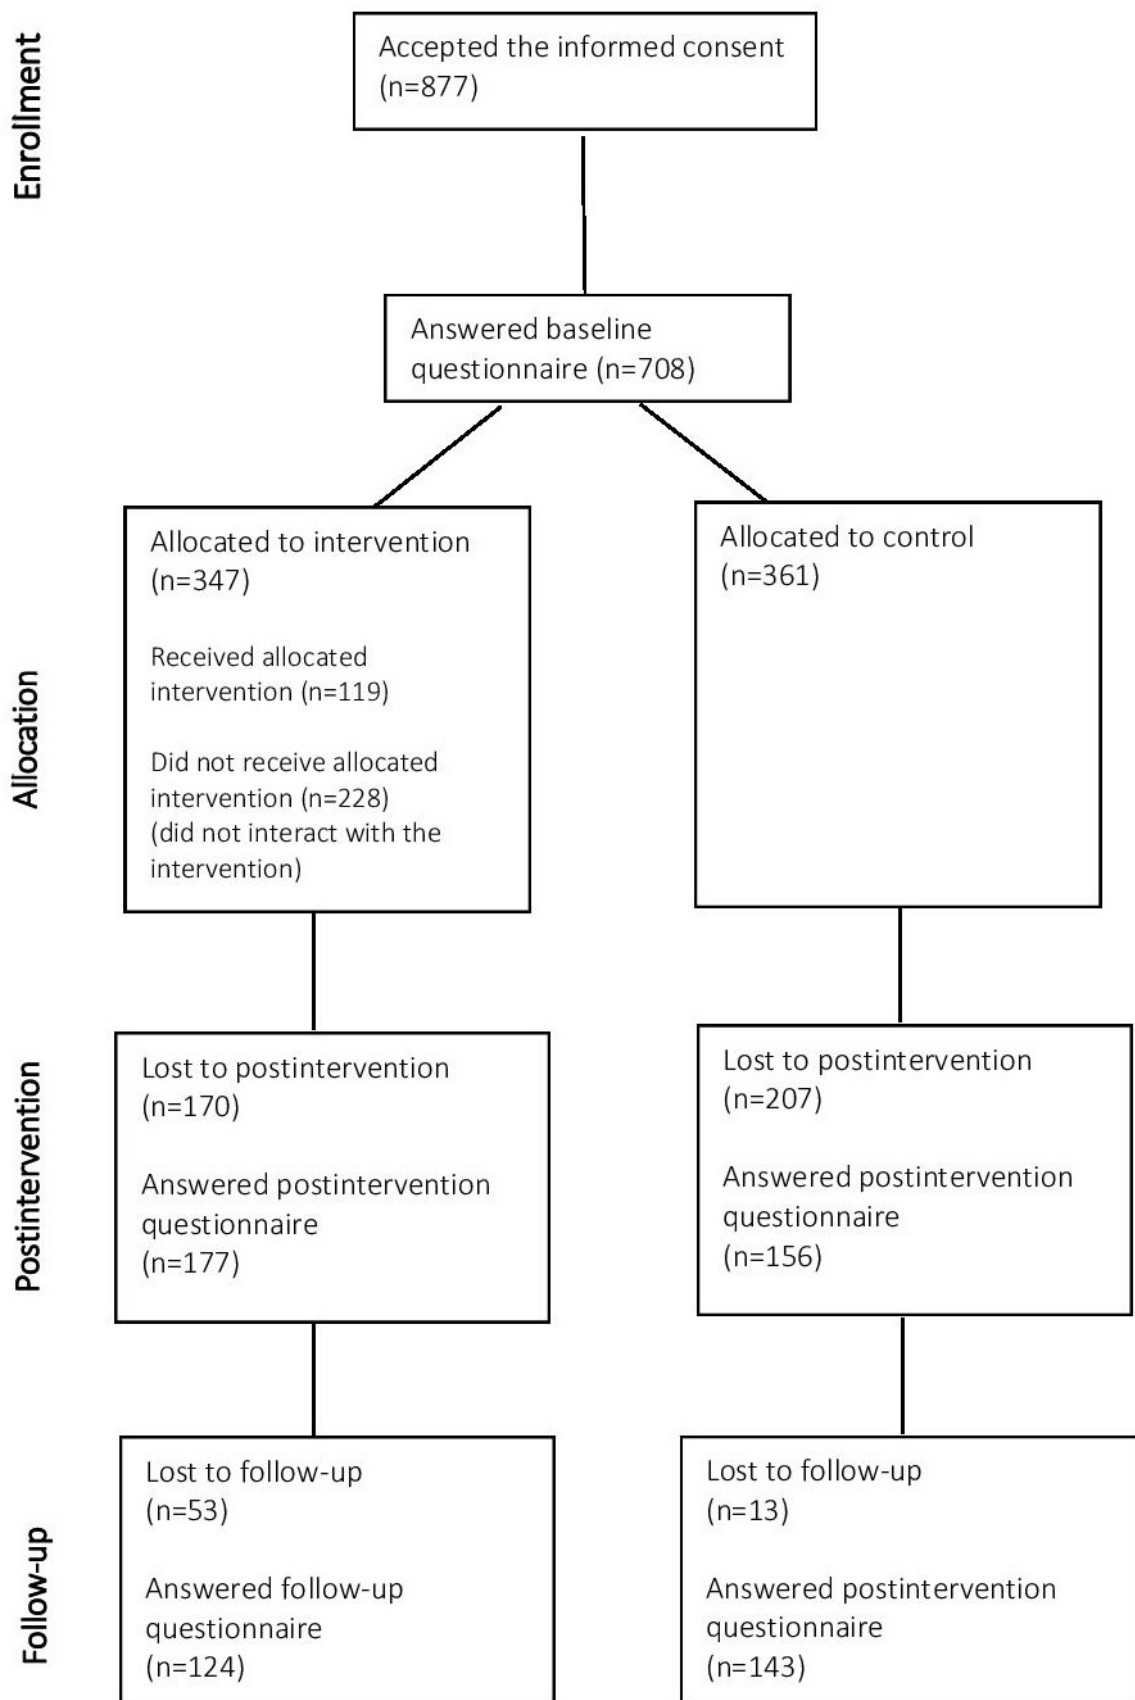 Enrollment
Accepted the informed consent
(n=877)
Answered baseline
questionnaire (n=708)
Allocation
Allocated to intervention
(n=347)
Received allocated
intervention (n=119)
Did not receive allocated
intervention (n=228)
(did not interact with the
intervention)
Allocated to control
(n=361)
Postintervention
Lost to postintervention
(n=170)
Answered postintervention
questionnaire
(n=177)
Lost to postintervention
(n=207)
Answered postintervention
questionnaire
(n=156)
Follow-up
Lost to follow-up
(n=53)
Answered follow-up
questionnaire
(n=124)
Lost to follow-up
(n=13)
Answered postintervention
questionnaire
(n=143)